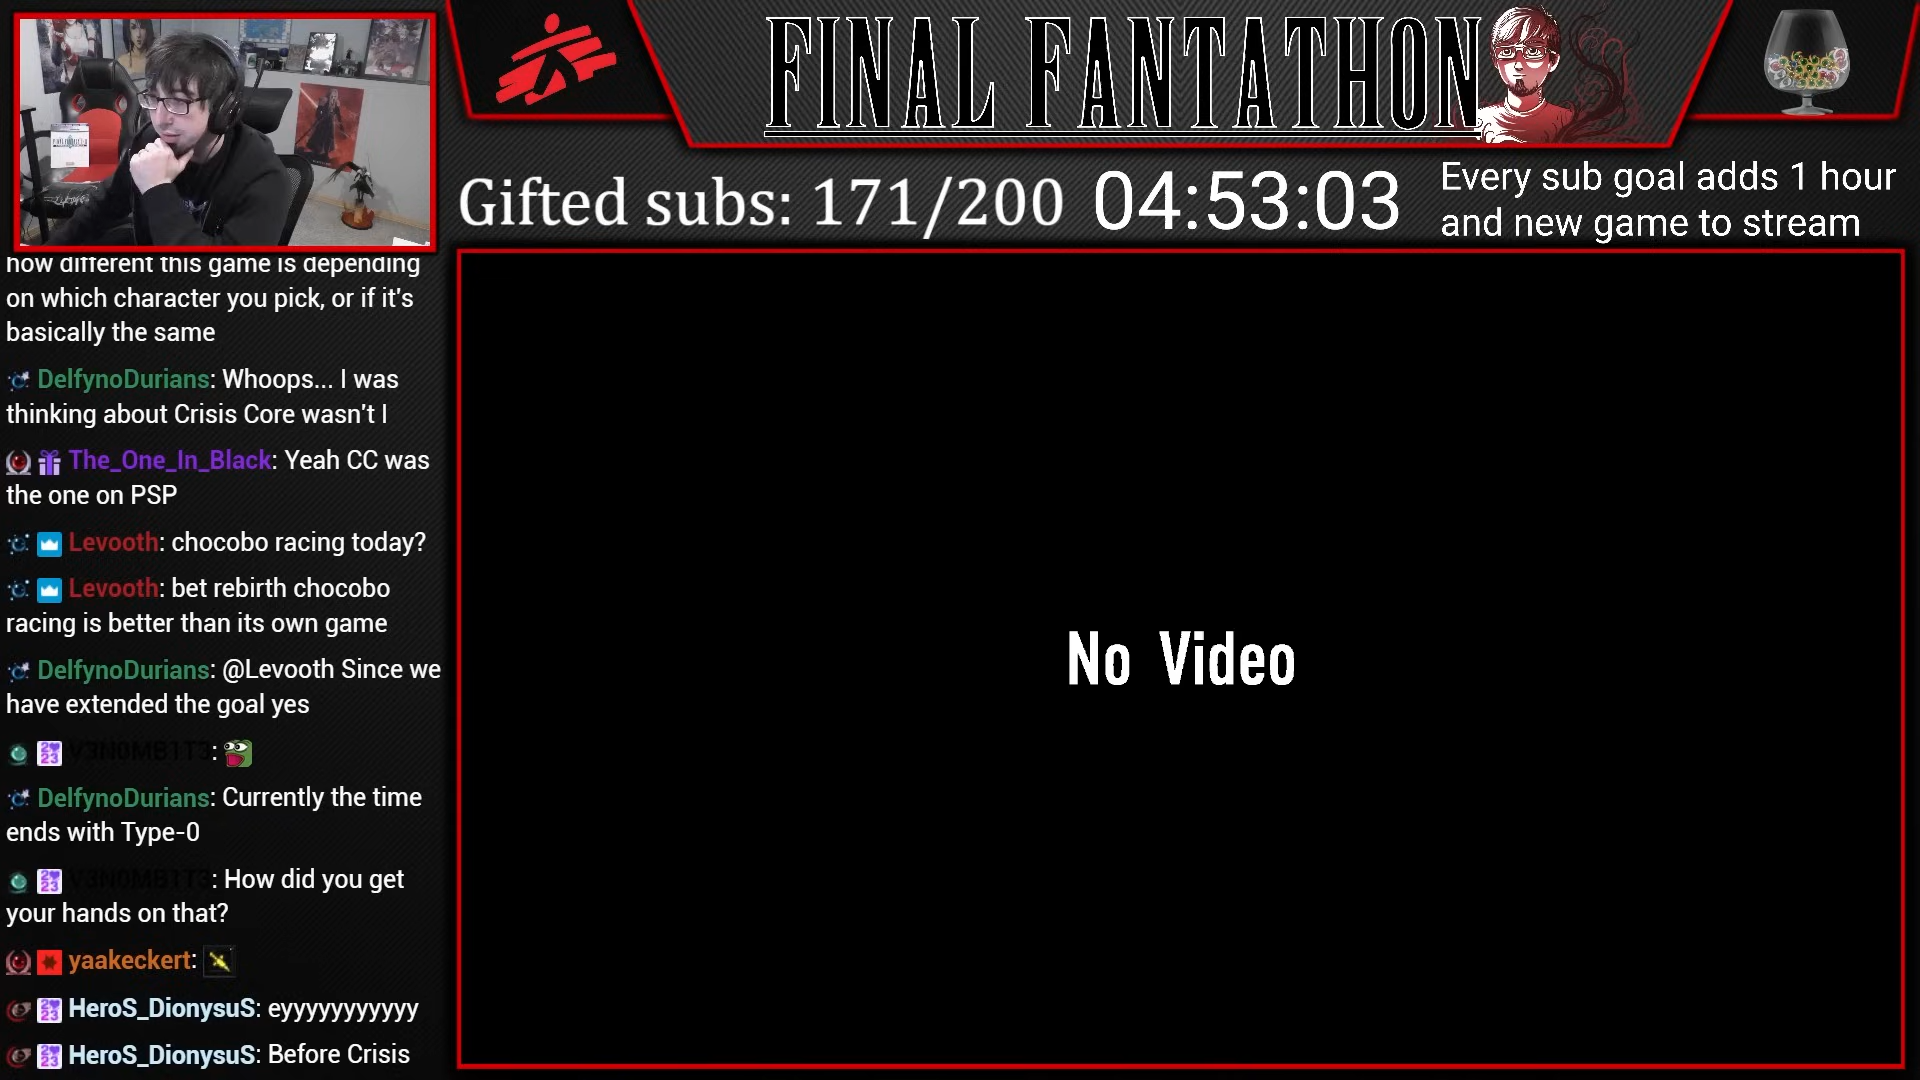 FINAL FANTATHON
Gifted subs: 171/200
04:53:03
Every sub goal adds 1 hour
and new game to stream
how different this game is depending
on which character you pick, or if it's
basically the same
DelfynoDurians: Whoops... I was
thinking about Crisis Core wasn't I
The_One_In_Black: Yeah CC was
the one on PSP
Levooth: chocobo racing today?
Levooth: bet rebirth chocobo
racing is better than its own game
DelfynoDurians: @Levooth Since we
have extended the goal yes
V3N0MB1T3:
DelfynoDurians: Currently the time
ends with Type-0
V3N0MB1T3: How did you get
your hands on that?
yaakeckert:
HeroS_DionysuS: eyyyyyyyyyyy
HeroS_DionysuS: Before Crisis
No Video